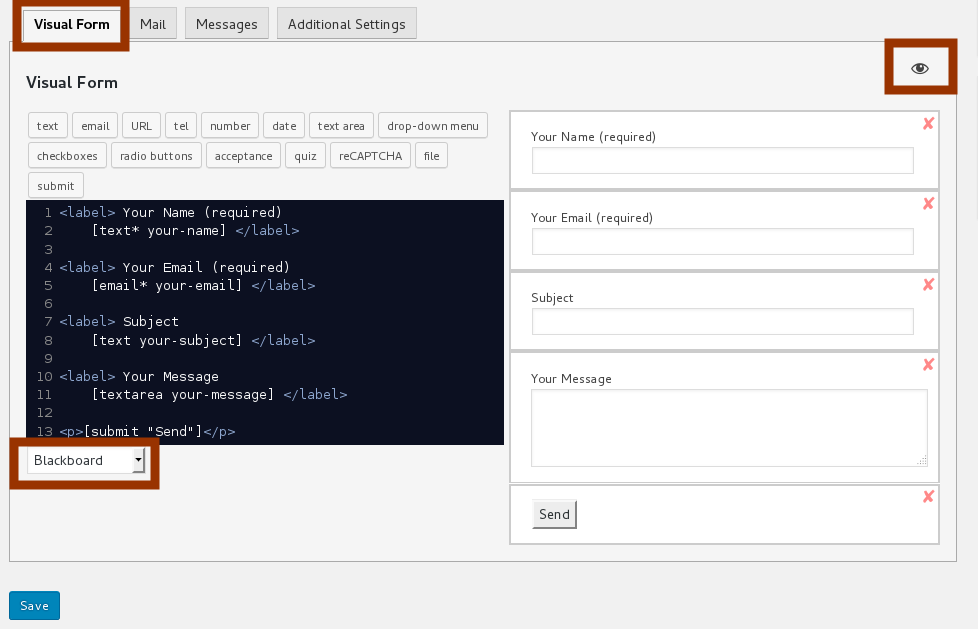 Visual Form Mail Messages Additional Settings
Visual Form
text email URL tel number date text area drop-down menu
checkboxes radio buttons acceptance quiz reCAPTCHA file
submit
1 <label> Your Name (required)
2 [text* your-name] </label>
3
4 <label> Your Email (required)
5 [email* your-email] </label>
6
7 <label> Subject
8 [text your-subject] </label>
9
10 <label> Your Message
11 [textarea your-message] </label>
12
13 <p>[submit "Send"]</p>
Blackboard
Your Name (required)
Your Email (required)
Subject
Your Message
Send
Save